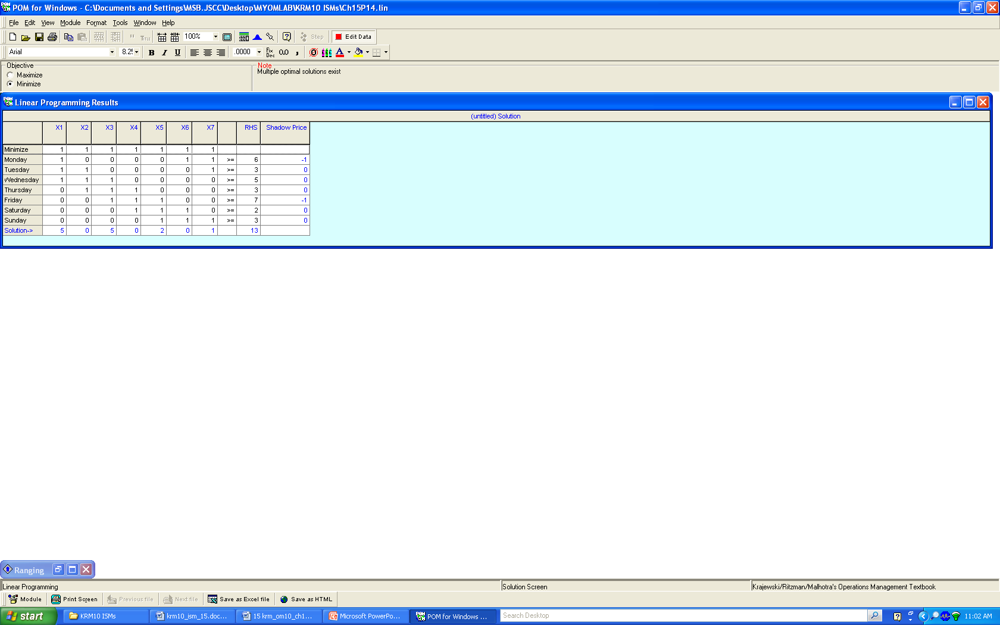 POM for Windows - C:\Documents and Settings\MSB.JSCC\Desktop\MYOMLAB\KRM10 ISMs\Ch15P14.lin
File Edit View Module Format Tools Window Help
TITLE 100% Step Edit Data
Arial 8.2 B I U .0000 Fix Dec 0.0 , A
Objective
Maximize
Minimize
Note
Multiple optimal solutions exist
Linear Programming Results
(untitled) Solution
X1 X2 X3 X4 X5 X6 X7 RHS Shadow Price
Minimize 1 1 1 1 1 1 1
Monday 1 0 0 0 0 1 1 >= 6 -1
Tuesday 1 1 0 0 0 0 1 >= 3 0
Wednesday 1 1 1 0 0 0 0 >= 5 0
Thursday 0 1 1 1 0 0 0 >= 3 0
Friday 0 0 1 1 1 0 0 >= 7 -1
Saturday 0 0 0 1 1 1 0 >= 2 0
Sunday 0 0 0 0 1 1 1 >= 3 0
Solution-> 5 0 5 0 2 0 1 13
Ranging
Linear Programming Solution Screen Krajewski/Ritzman/Malhotra's Operations Management Textbook
Module Print Screen Previous file Next file Save as Excel file Save as HTML
start KRM10 ISMs krm10_ism_15.doc... 15 krm_om10_ch1... Microsoft PowerPo... POM for Windows ... Search Desktop 11:02 AM